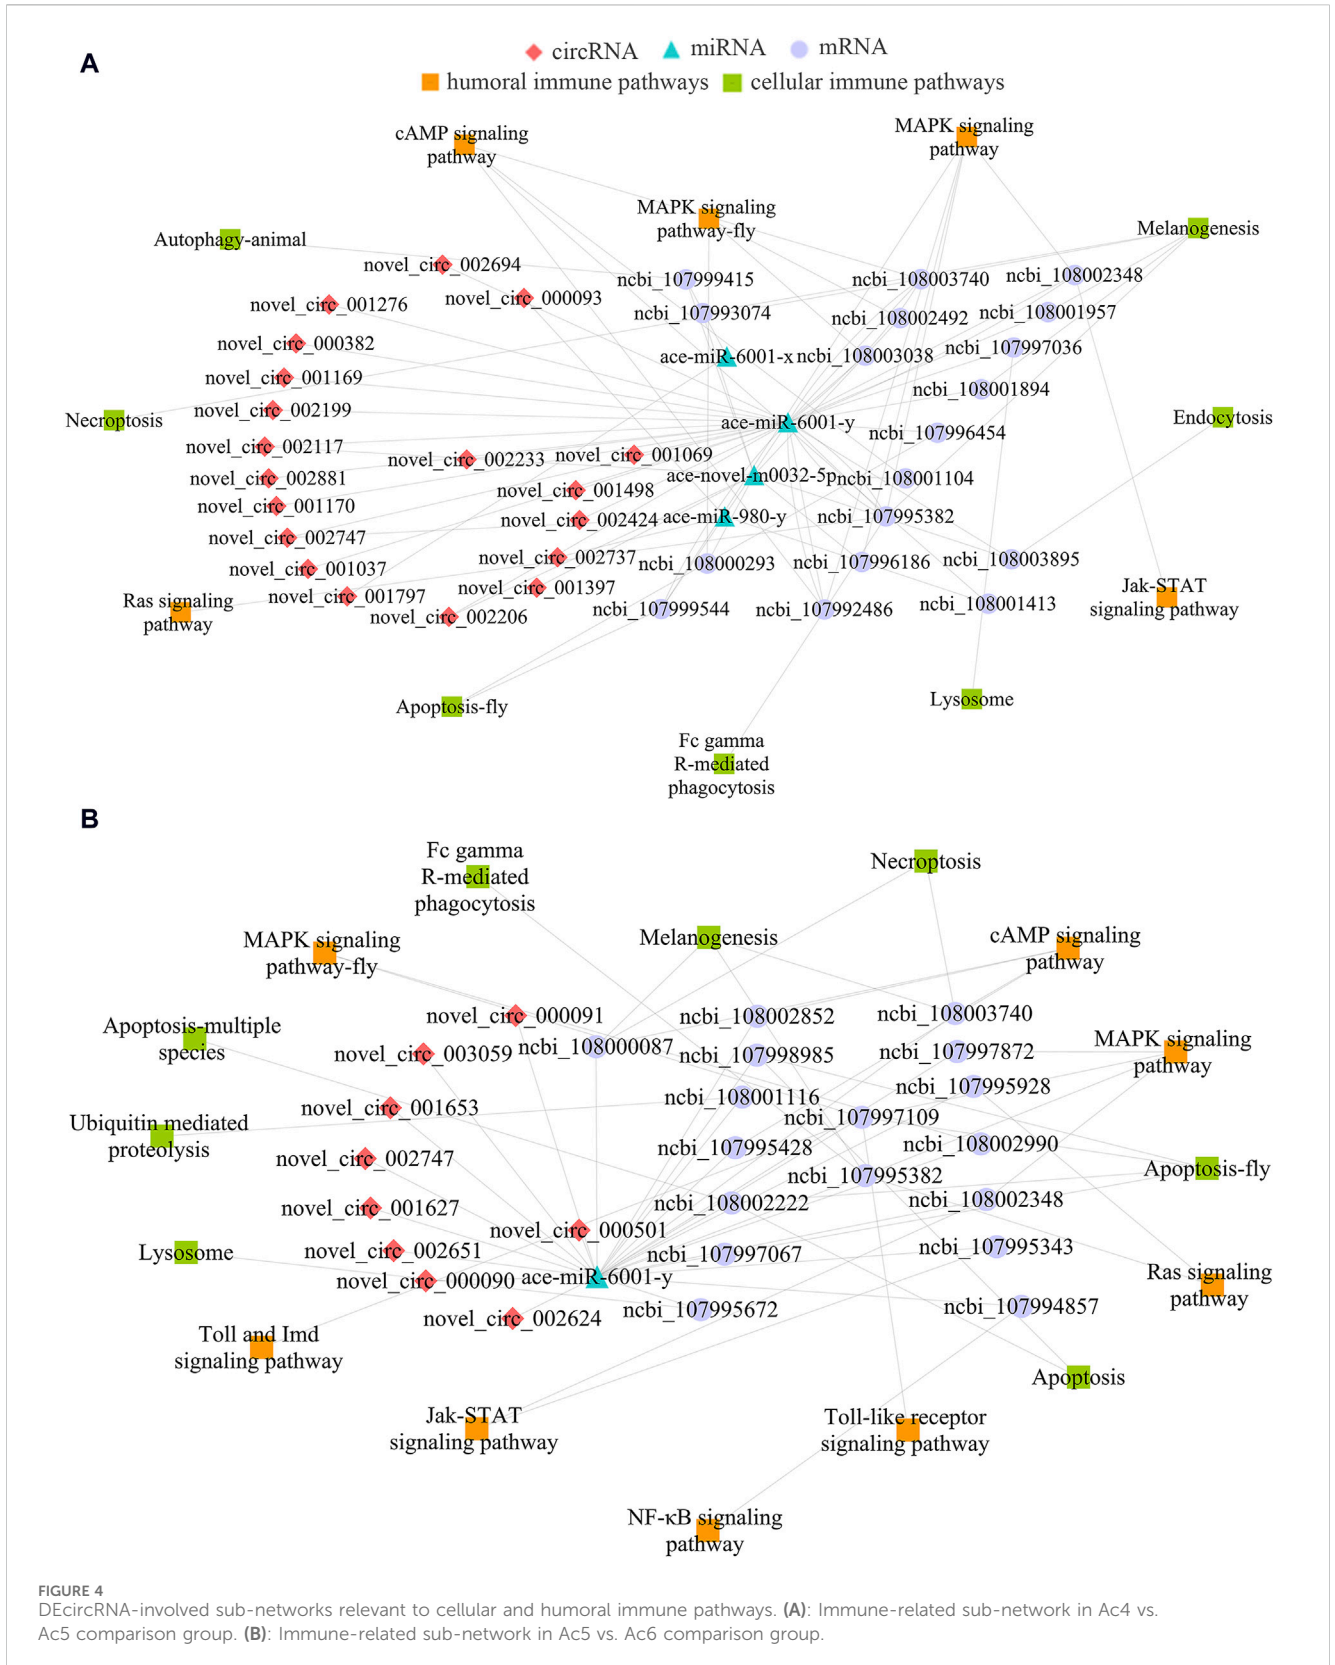 A
circRNA miRNA mRNA
humoral immune pathways cellular immune pathways
cAMP signaling
pathway
MAPK signaling
pathway
MAPK signaling
pathway-fly
Melanogenesis
Autophagy-animal
novel_circ_002694
novel_circ_000093
novel_circ_001276
novel_circ_000382
novel_circ_001169
novel_circ_002199
novel_circ_002117
novel_circ_002881
novel_circ_001170
novel_circ_002747
novel_circ_001037
novel_circ_001797
novel_circ_002206
novel_circ_002233
novel_circ_001069
novel_circ_001498
novel_circ_002424
novel_circ_002737
novel_circ_001397
Necroptosis
Ras signaling
pathway
ncbi_107999415
ncbi_107993074
ace-miR-6001-x
ace-miR-6001-y
ace-novel-m0032-5p
ace-miR-980-y
ncbi_108003740
ncbi_108002348
ncbi_108002492
ncbi_108001957
ncbi_108003038
ncbi_107997036
ncbi_108001894
ncbi_107996454
ncbi_108001104
ncbi_107995382
ncbi_108000293
ncbi_107996186
ncbi_108003895
ncbi_107999544
ncbi_107992486
ncbi_108001413
Endocytosis
Jak-STAT
signaling pathway
Apoptosis-fly
Lysosome
Fc gamma
R-mediated
phagocytosis
B
Fc gamma
R-mediated
phagocytosis
Necroptosis
Melanogenesis
MAPK signaling
pathway-fly
cAMP signaling
pathway
Apoptosis-multiple
species
MAPK signaling
pathway
Ubiquitin mediated
proteolysis
novel_circ_000091
novel_circ_003059
novel_circ_001653
novel_circ_002747
novel_circ_001627
novel_circ_002651
novel_circ_000090
novel_circ_002624
novel_circ_000501
ace-miR-6001-y
ncbi_108000087
ncbi_108002852
ncbi_108003740
ncbi_107998985
ncbi_107997872
ncbi_108001116
ncbi_107995928
ncbi_107997109
ncbi_107995428
ncbi_108002990
ncbi_107995382
ncbi_108002222
ncbi_108002348
ncbi_107997067
ncbi_107995343
ncbi_107995672
ncbi_107994857
Apoptosis-fly
Lysosome
Ras signaling
pathway
Toll and Imd
signaling pathway
Apoptosis
Jak-STAT
signaling pathway
Toll-like receptor
signaling pathway
NF-κB signaling
pathway
FIGURE 4
DEcircRNA-involved sub-networks relevant to cellular and humoral immune pathways. (A): Immune-related sub-network in Ac4 vs.
Ac5 comparison group. (B): Immune-related sub-network in Ac5 vs. Ac6 comparison group.